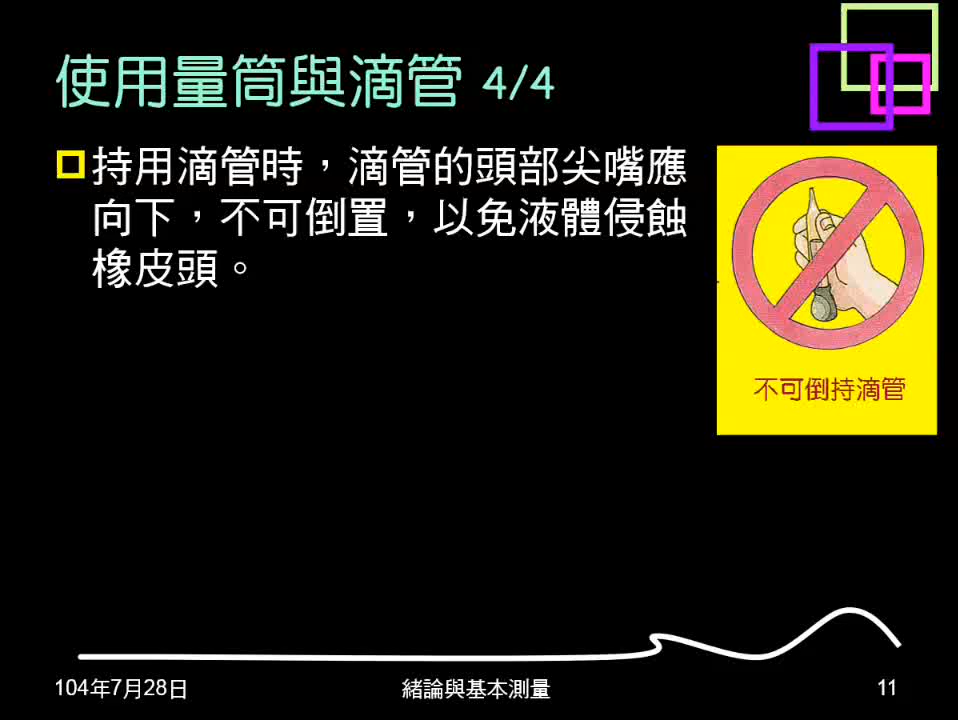 使用量筒與滴管 4/4
持用滴管時，滴管的頭部尖嘴應
向下，不可倒置，以免液體侵蝕
橡皮頭。
不可倒持滴管
104年7月28日
緒論與基本測量
11